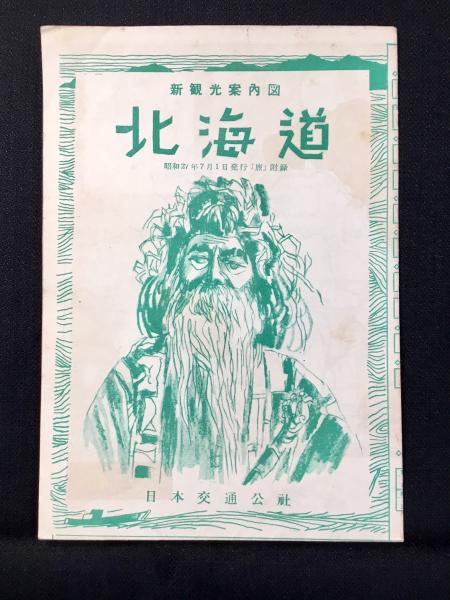 新観光案內図
北海道
昭和27年7月1日発行『旅』附録
日本交通公社